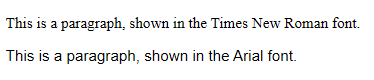 This is a paragraph, shown in the Times New Roman font.
This is a paragraph, shown in the Arial font.